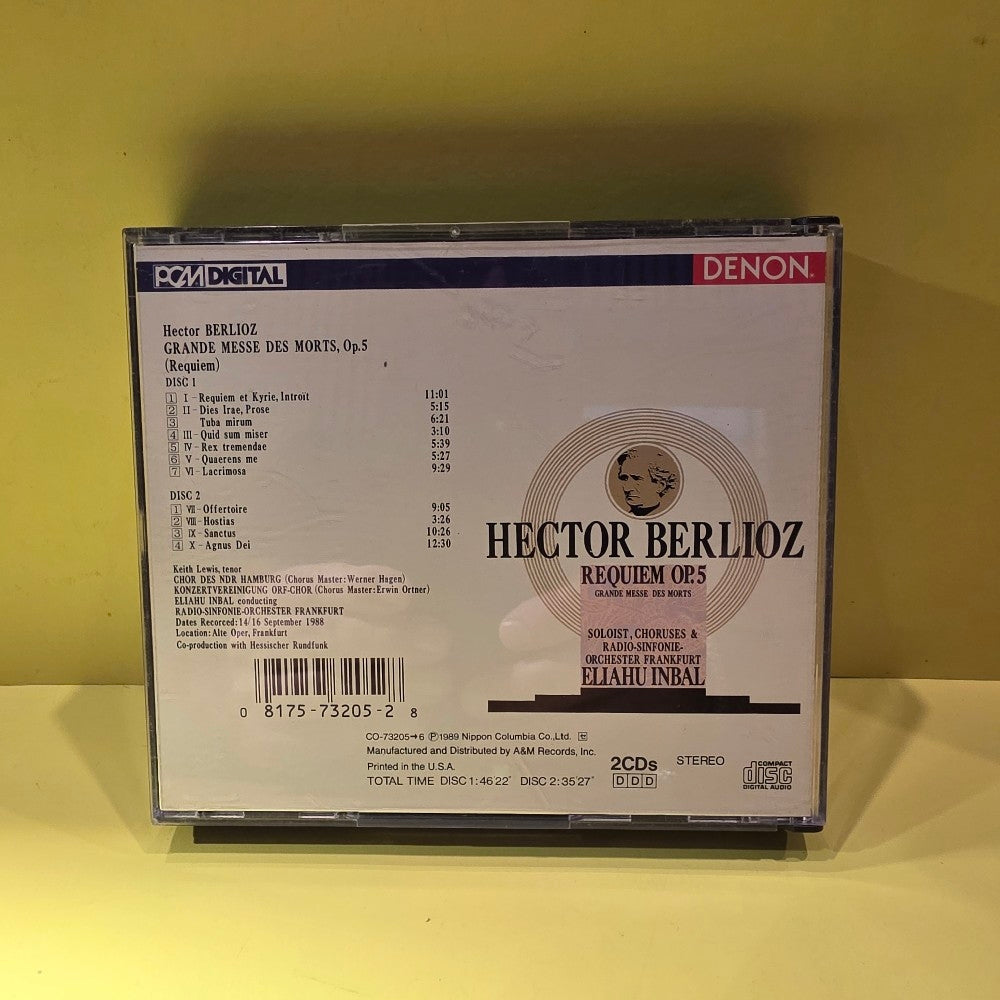 PCM DIGITAL
DENON
Hector BERLIOZ
GRANDE MESSE DES MORTS, Op.5
(Requiem)
DISC 1
1 I - Requiem et Kyrie, Introït 11:01
2 II - Dies Irae, Prose 5:15
3 Tuba mirum 6:21
4 III - Quid sum miser 3:10
5 IV - Rex tremendae 5:39
6 V - Quaerens me 5:27
7 VI - Lacrimosa 9:29
DISC 2
1 VII - Offertoire 9:05
2 VIII - Hostias 3:26
3 IX - Sanctus 10:26
4 X - Agnus Dei 12:30
Keith Lewis, tenor
CHOR DES NDR HAMBURG (Chorus Master: Werner Hagen)
KONZERTVEREINIGUNG ORF-CHOR (Chorus Master: Erwin Ortner)
ELIAHU INBAL conducting
RADIO-SINFONIE-ORCHESTER FRANKFURT
Dates Recorced: 14/16 September 1988
Location: Alte Oper, Frankfurt
Co-production with Hessischer Rundfunk
HECTOR BERLIOZ
REQUIEM OP.5
GRANDE MESSE DES MORTS
SOLOIST, CHORUSES &
RADIO-SINFONIE-
ORCHESTER FRANKFURT
ELIAHU INBAL
0 8175-73205-2 8
CO-73205→6 Ⓟ1989 Nippon Columbia Co., Ltd.
Manufactured and Distributed by A&M Records, Inc.
Printed in the U.S.A.
TOTAL TIME DISC 1: 46'22" DISC 2: 35'27"
2CDs
DDD
STEREO
COMPACT
disc
DIGITAL AUDIO